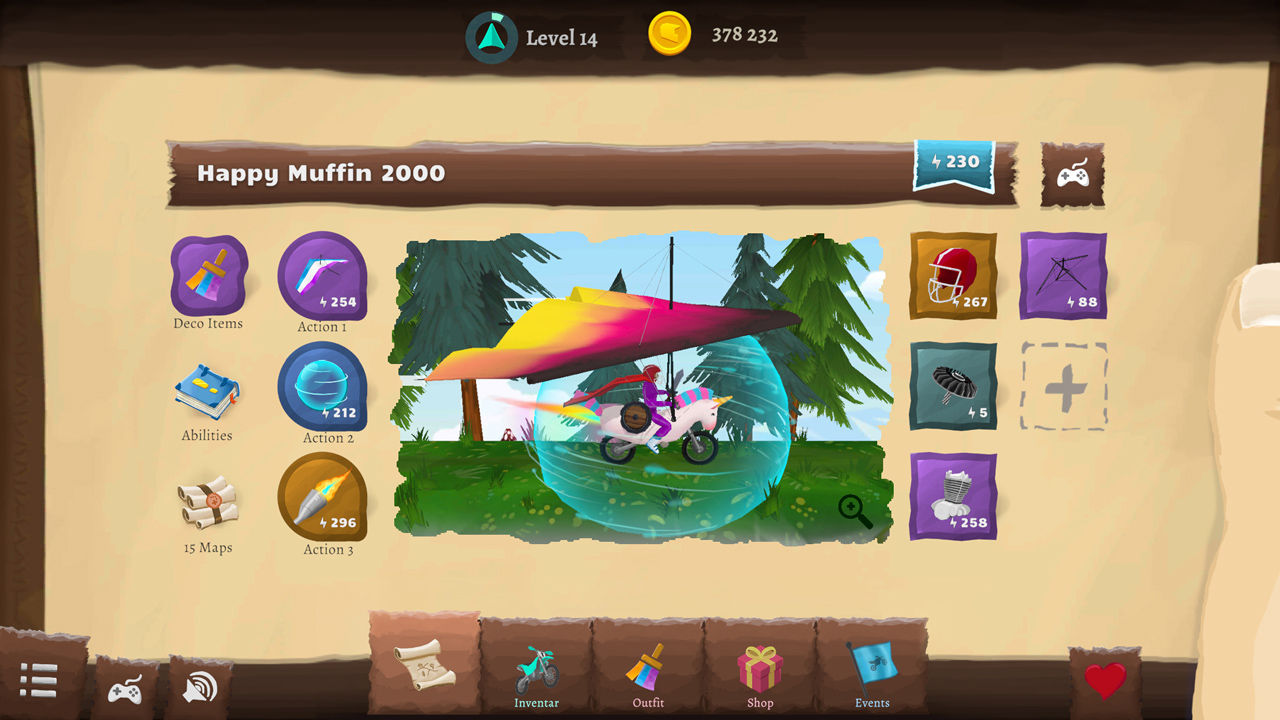 Level 14
378 232
Happy Muffin 2000
230
Deco Items
254
Action 1
267
88
Abilities
212
Action 2
5
15 Maps
296
Action 3
258
Inventar
Outfit
Shop
Events